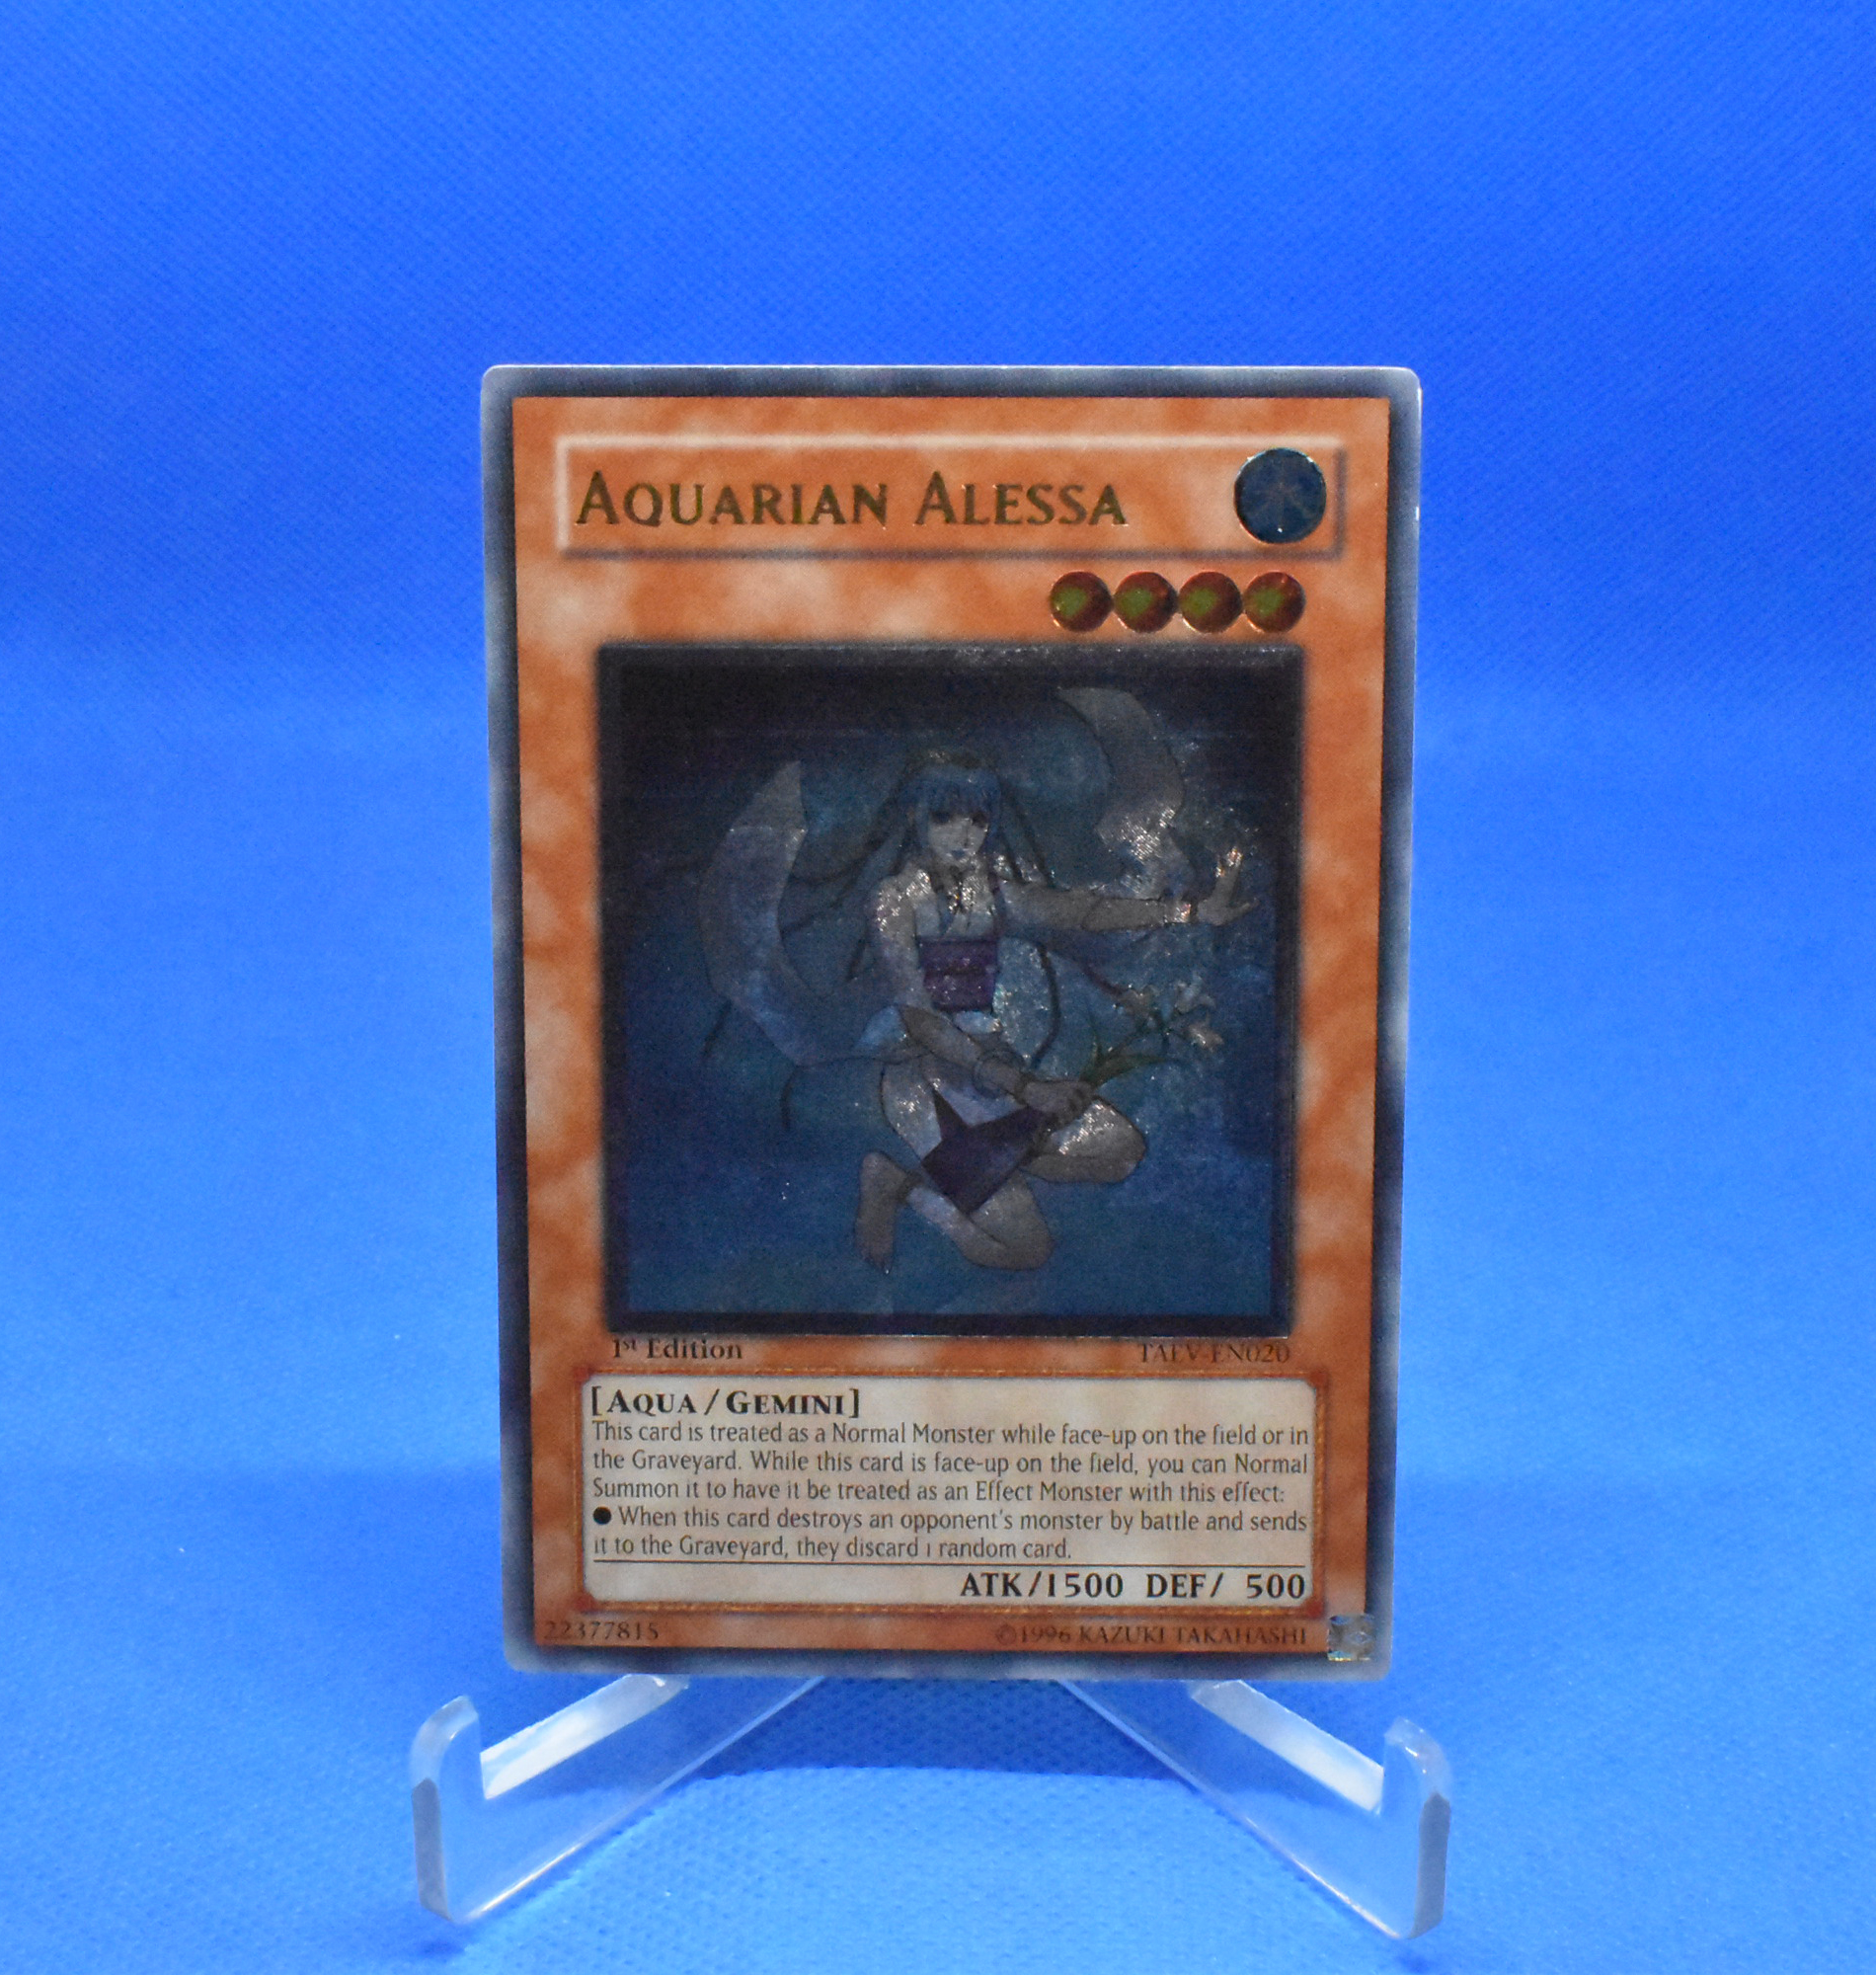 AQUARIAN ALESSA
水
1st Edition
TAEV-EN020
[AQUA / GEMINI]
This card is treated as a Normal Monster while face-up on the field or in
the Graveyard. While this card is face-up on the field, you can Normal
Summon it to have it be treated as an Effect Monster with this effect:
● When this card destroys an opponent's monster by battle and sends
it to the Graveyard, they discard 1 random card.
ATK/1500 DEF/ 500
22377815
©1996 KAZUKI TAKAHASHI